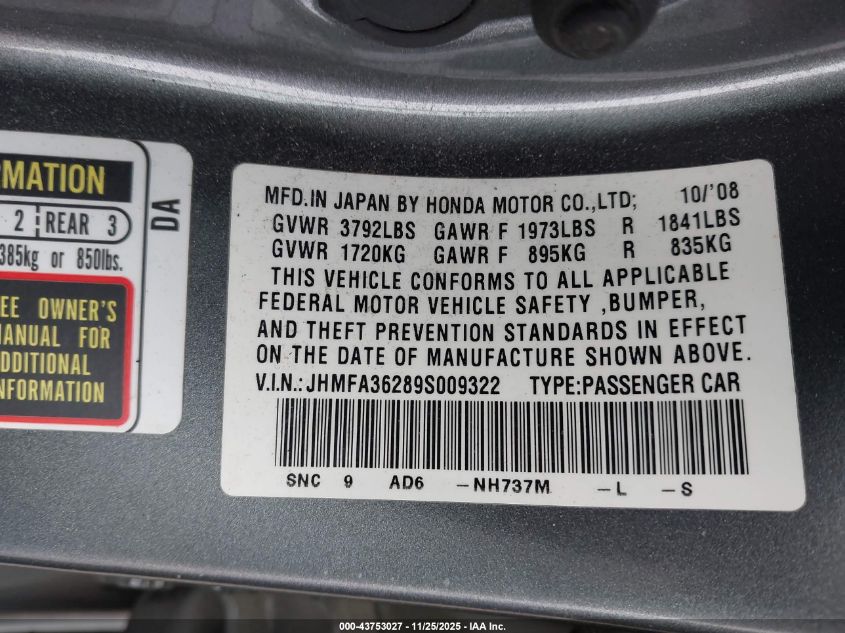 RMATION
2 REAR 3
385kg or 850lbs.
EE OWNER'S
MANUAL FOR
ADDITIONAL
INFORMATION
DA
MFD.IN JAPAN BY HONDA MOTOR CO.,LTD; 10/'08
GVWR 3792LBS GAWR F 1973LBS R 1841LBS
GVWR 1720KG GAWR F 895KG R 835KG
THIS VEHICLE CONFORMS TO ALL APPLICABLE
FEDERAL MOTOR VEHICLE SAFETY ,BUMPER,
AND THEFT PREVENTION STANDARDS IN EFFECT
ON THE DATE OF MANUFACTURE SHOWN ABOVE.
V.I.N.:JHMFA36289S009322 TYPE:PASSENGER CAR
SNC 9 AD6 -NH737M -L -S
000-43753027 - 11/25/2025 - IAA Inc.